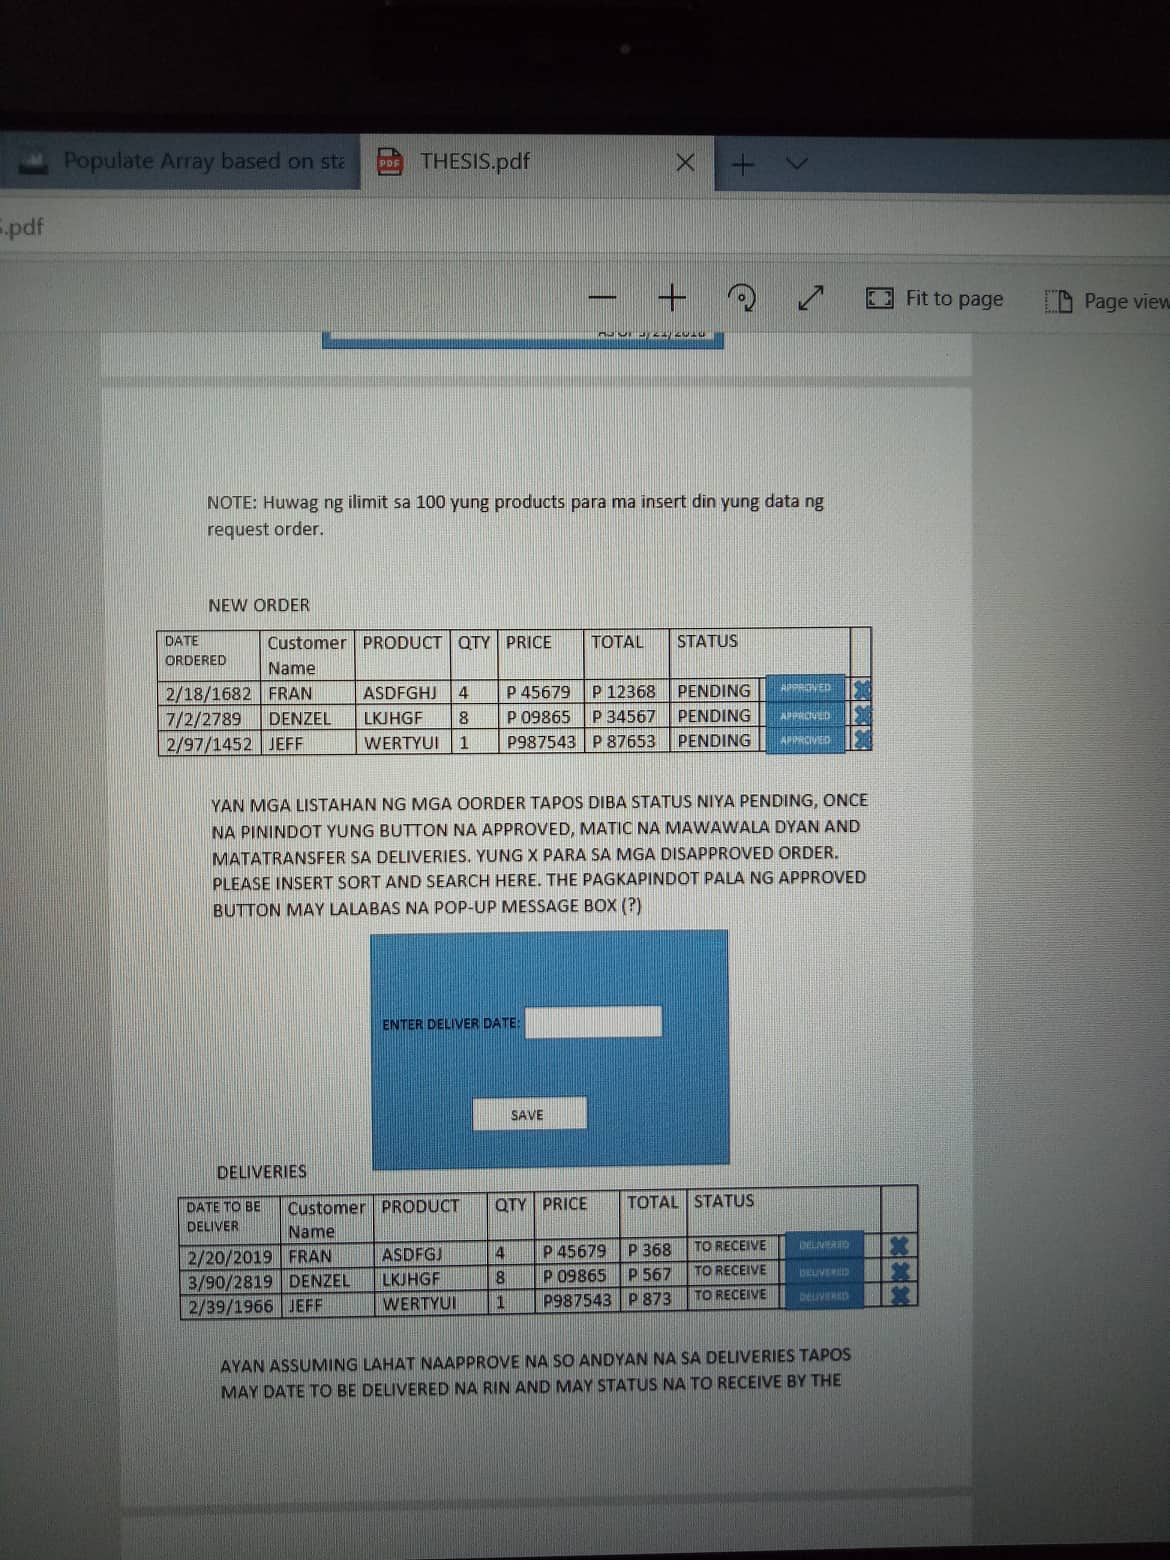 Populate Array based on sta
PDF THESIS.pdf
.pdf
Fit to page Page view
NOTE: Huwag ng ilimit sa 100 yung products para ma insert din yung data ng
request order.
NEW ORDER
DATE ORDERED Customer Name PRODUCT QTY PRICE TOTAL STATUS
2/18/1682 FRAN ASDFGHJ 4 P 45679 P 12368 PENDING APPROVED
7/2/2789 DENZEL LKJHGF 8 P 09865 P 34567 PENDING APPROVED
2/97/1452 JEFF WERTYUI 1 P987543 P 87653 PENDING APPROVED
YAN MGA LISTAHAN NG MGA OORDER TAPOS DIBA STATUS NIYA PENDING, ONCE
NA PININDOT YUNG BUTTON NA APPROVED, MATIC NA MAWAWALA DYAN AND
MATATRANSFER SA DELIVERIES. YUNG X PARA SA MGA DISAPPROVED ORDER.
PLEASE INSERT SORT AND SEARCH HERE. THE PAGKAPINDOT PALA NG APPROVED
BUTTON MAY LALABAS NA POP-UP MESSAGE BOX (?)
ENTER DELIVER DATE:
SAVE
DELIVERIES
DATE TO BE DELIVER Customer Name PRODUCT QTY PRICE TOTAL STATUS
2/20/2019 FRAN ASDFGJ 4 P 45679 P 368 TO RECEIVE DELIVERED
3/90/2819 DENZEL LKJHGF 8 P 09865 P 567 TO RECEIVE DELIVERED
2/39/1966 JEFF WERTYUI 1 P987543 P 873 TO RECEIVE DELIVERED
AYAN ASSUMING LAHAT NAAPPROVE NA SO ANDYAN NA SA DELIVERIES TAPOS
MAY DATE TO BE DELIVERED NA RIN AND MAY STATUS NA TO RECEIVE BY THE